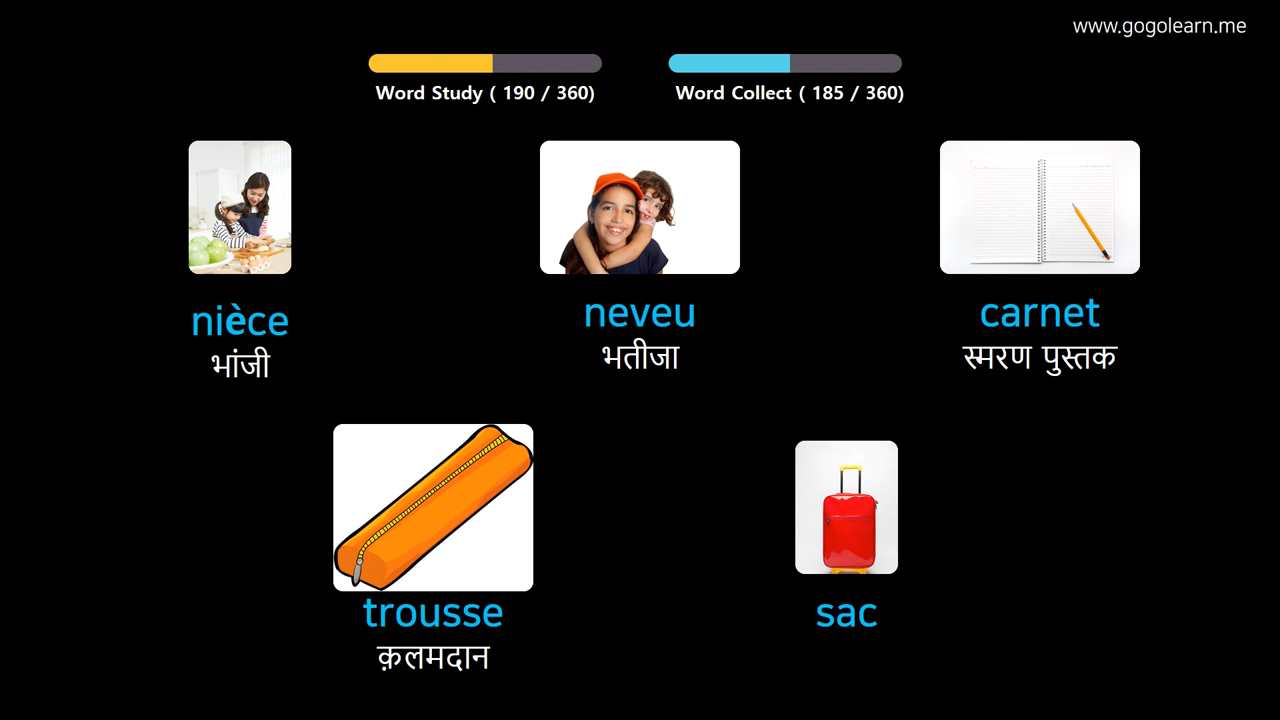 www.gogolearn.me
Word Study ( 190 / 360)
Word Collect ( 185 / 360)
nièce
भांजी
neveu
भतीजा
carnet
स्मरण पुस्तक
trousse
क़लमदान
sac